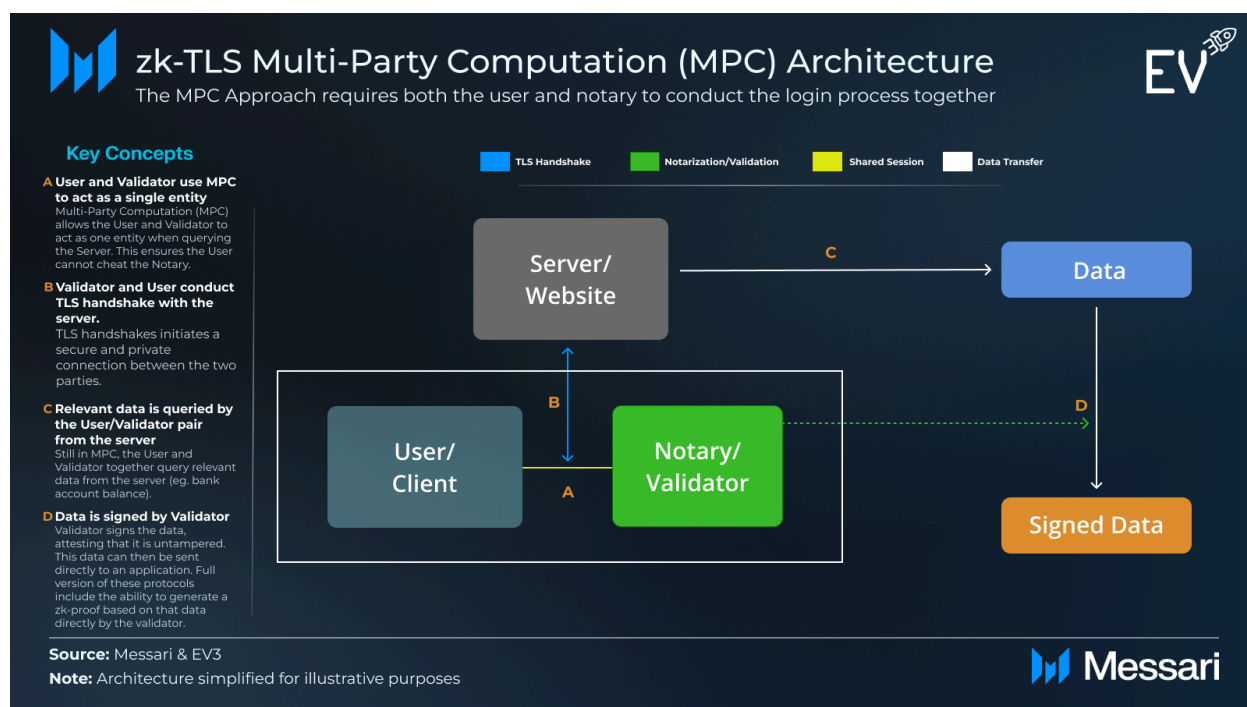 zk-TLS Multi-Party Computation (MPC) Architecture
The MPC Approach requires both the user and notary to conduct the login process together
EV
Key Concepts
A User and Validator use MPC
to act as a single entity
Multi-Party Computation (MPC)
allows the User and Validator to
act as one entity when querying
the Server. This ensures the User
cannot cheat the Notary.
B Validator and User conduct
TLS handshake with the
server.
TLS handshakes initiates a
secure and private
connection between the two
parties.
C Relevant data is queried by
the User/Validator pair
from the server
Still in MPC, the User and
Validator together query relevant
data from the server (eg. bank
account balance).
D Data is signed by Validator
Validator signs the data,
attesting that it is untampered.
This data can then be sent
directly to an application. Full
version of these protocols
include the ability to generate a
zk-proof based on that data
directly by the validator.
TLS Handshake
Notarization/Validation
Shared Session
Data Transfer
Server/
Website
C
Data
B
User/
Client
A
Notary/
Validator
D
Signed Data
Source: Messari & EV3
Note: Architecture simplified for illustrative purposes
Messari